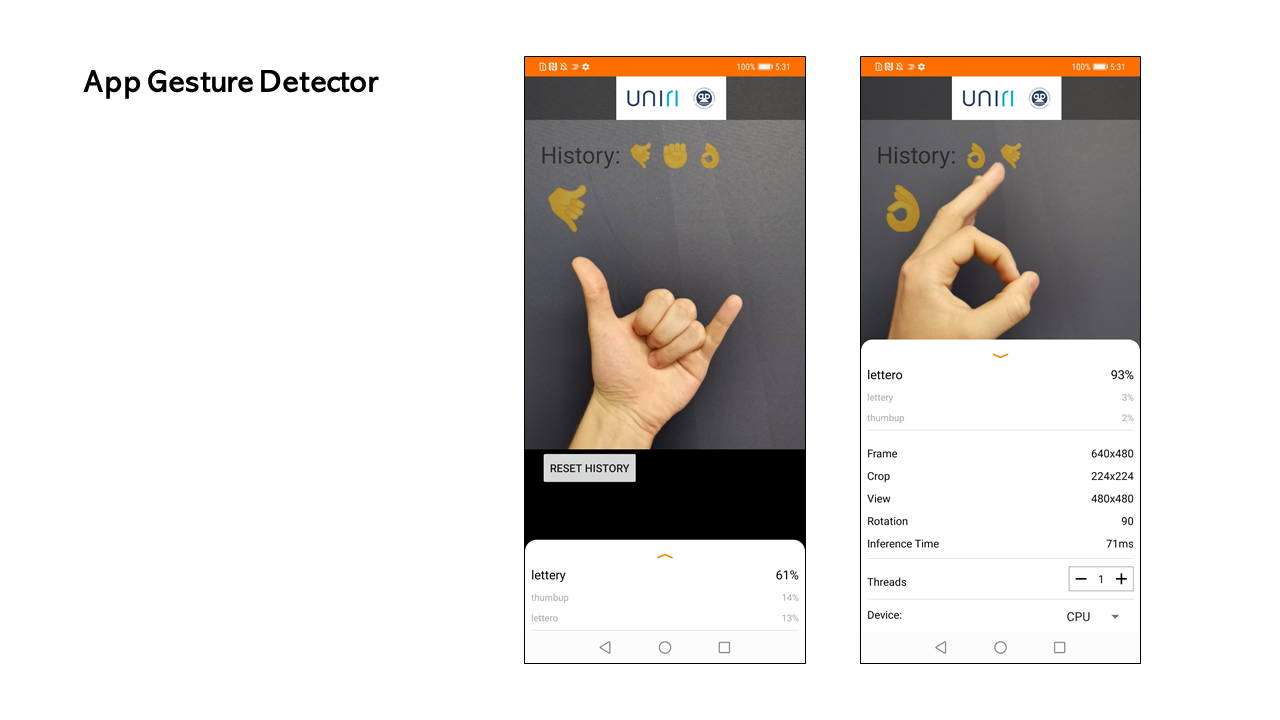 App Gesture Detector
100% 5:31
UNIRI
History:
RESET HISTORY
lettery 61%
thumbup 14%
lettero 13%
100% 5:31
UNIRI
History:
lettero 93%
lettery 3%
thumbup 2%
Frame 640x480
Crop 224x224
View 480x480
Rotation 90
Inference Time 71ms
Threads 1
Device: CPU